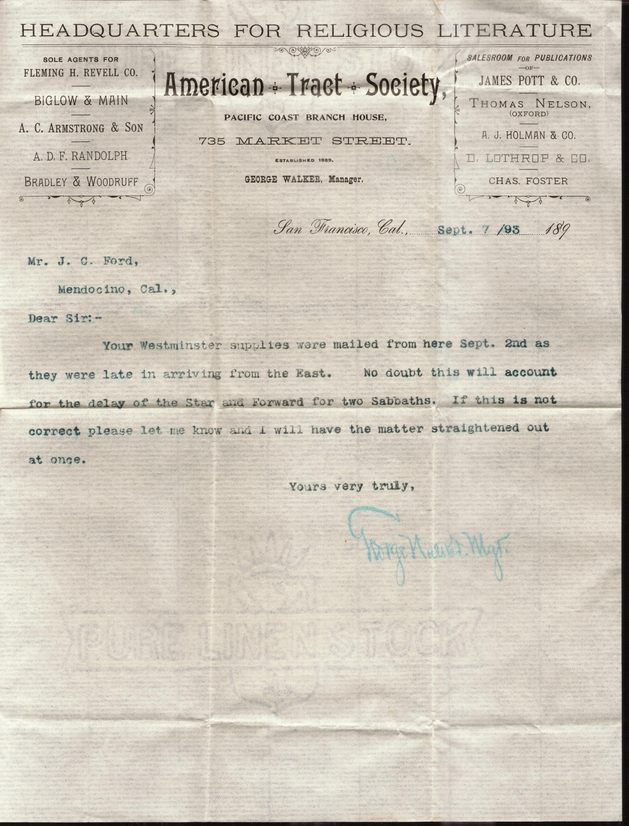 HEADQUARTERS FOR RELIGIOUS LITERATURE
SOLE AGENTS FOR
FLEMING H. REVELL CO.
BIGLOW & MAIN
A. C. ARMSTRONG & SON
A. D. F. RANDOLPH
BRADLEY & WOODRUFF
American Tract Society,
PACIFIC COAST BRANCH HOUSE,
735 MARKET STREET.
ESTABLISHED 1825.
GEORGE WALKER, Manager.
SALESROOM FOR PUBLICATIONS
OF
JAMES POTT & CO.
THOMAS NELSON,
(OXFORD)
A. J. HOLMAN & CO.
D. LOTHROP & CO.
CHAS. FOSTER
San Francisco, Cal., Sept. 7 /93 189
Mr. J. C. Ford,
Mendocino, Cal.,
Dear Sir:-
Your Westminster supplies were mailed from here Sept. 2nd as
they were late in arriving from the East. No doubt this will account
for the delay of the Star and Forward for two Sabbaths. If this is not
correct please let me know and I will have the matter straightened out
at once.
Yours very truly,
George Walker. Mgr.
PURE LINEN STOCK